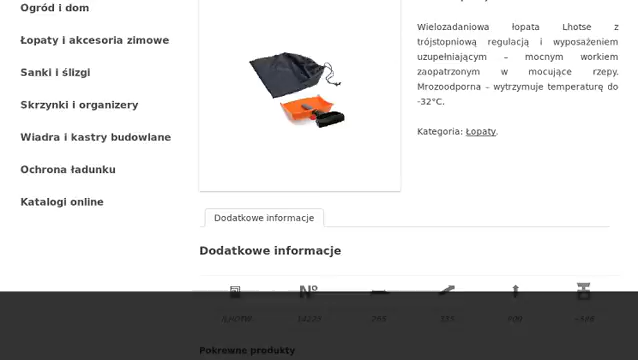 Ogród i dom
Łopaty i akcesoria zimowe
Sanki i ślizgi
Skrzynki i organizery
Wiadra i kastry budowlane
Ochrona ładunku
Katalogi online
Wielozadaniowa łopata Lhotse z
trójstopniową regulacją i wyposażeniem
uzupełniającym – mocnym workiem
zaopatrzonym w mocujące rzepy.
Mrozoodporna – wytrzymuje temperaturę do
-32°C.
Kategoria: Łopaty.
Dodatkowe informacje
Dodatkowe informacje
Nº
Pokrewne produkty